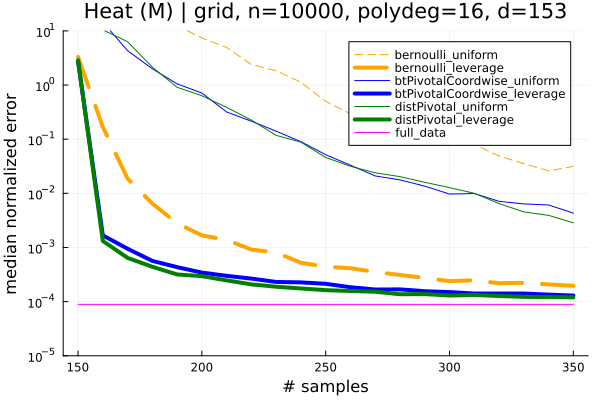 Heat (M) | grid, n=10000, polydeg=16, d=153
median normalized error
10¹
10⁰
10⁻¹
10⁻²
10⁻³
10⁻⁴
10⁻⁵
bernoulli_uniform
bernoulli_leverage
btPivotalCoordwise_uniform
btPivotalCoordwise_leverage
distPivotal_uniform
distPivotal_leverage
full_data
150 200 250 300 350
# samples